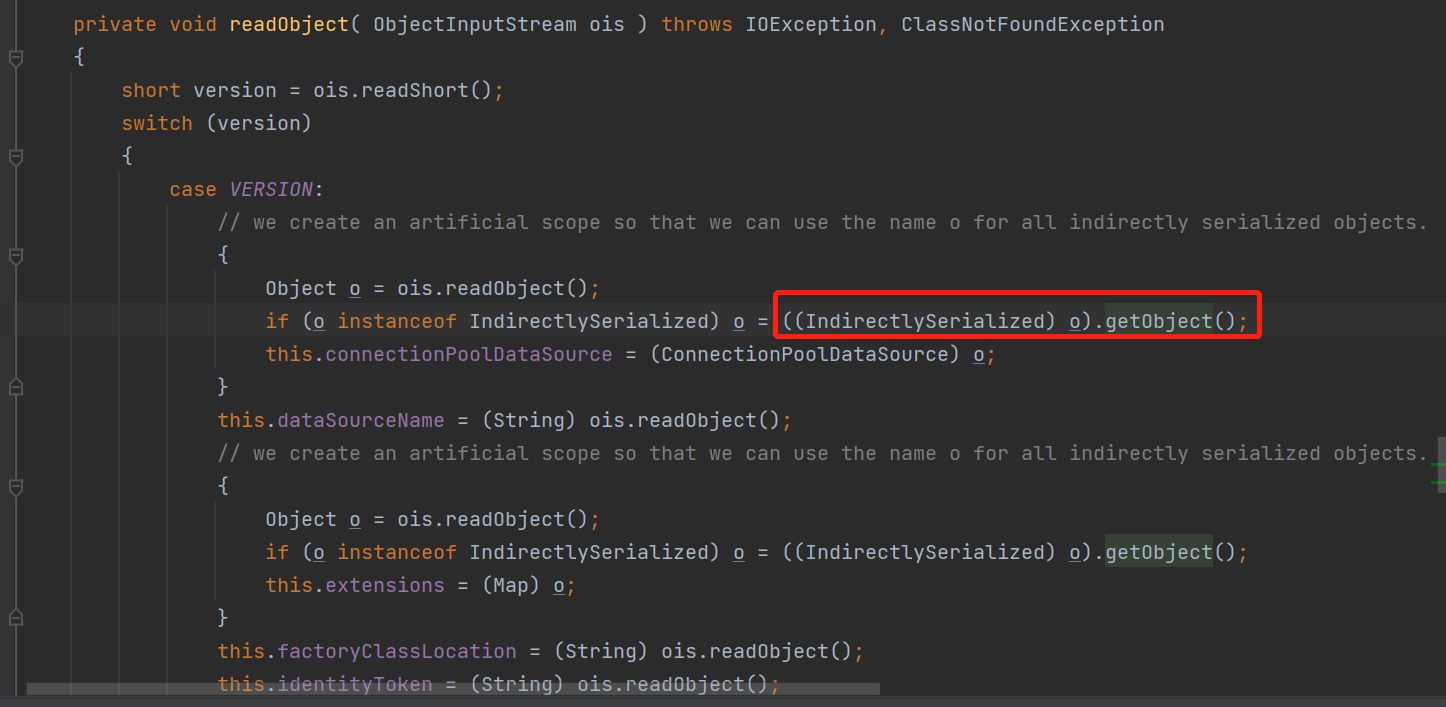 private void readObject( ObjectInputStream ois ) throws IOException, ClassNotFoundException
{
short version = ois.readShort();
switch (version)
{
case VERSION:
// we create an artificial scope so that we can use the name o for all indirectly serialized objects.
{
Object o = ois.readObject();
if (o instanceof IndirectlySerialized) o = ((IndirectlySerialized) o).getObject();
this.connectionPoolDataSource = (ConnectionPoolDataSource) o;
}
this.dataSourceName = (String) ois.readObject();
// we create an artificial scope so that we can use the name o for all indirectly serialized objects.
{
Object o = ois.readObject();
if (o instanceof IndirectlySerialized) o = ((IndirectlySerialized) o).getObject();
this.extensions = (Map) o;
}
this.factoryClassLocation = (String) ois.readObject();
this.identityToken = (String) ois.readObject();